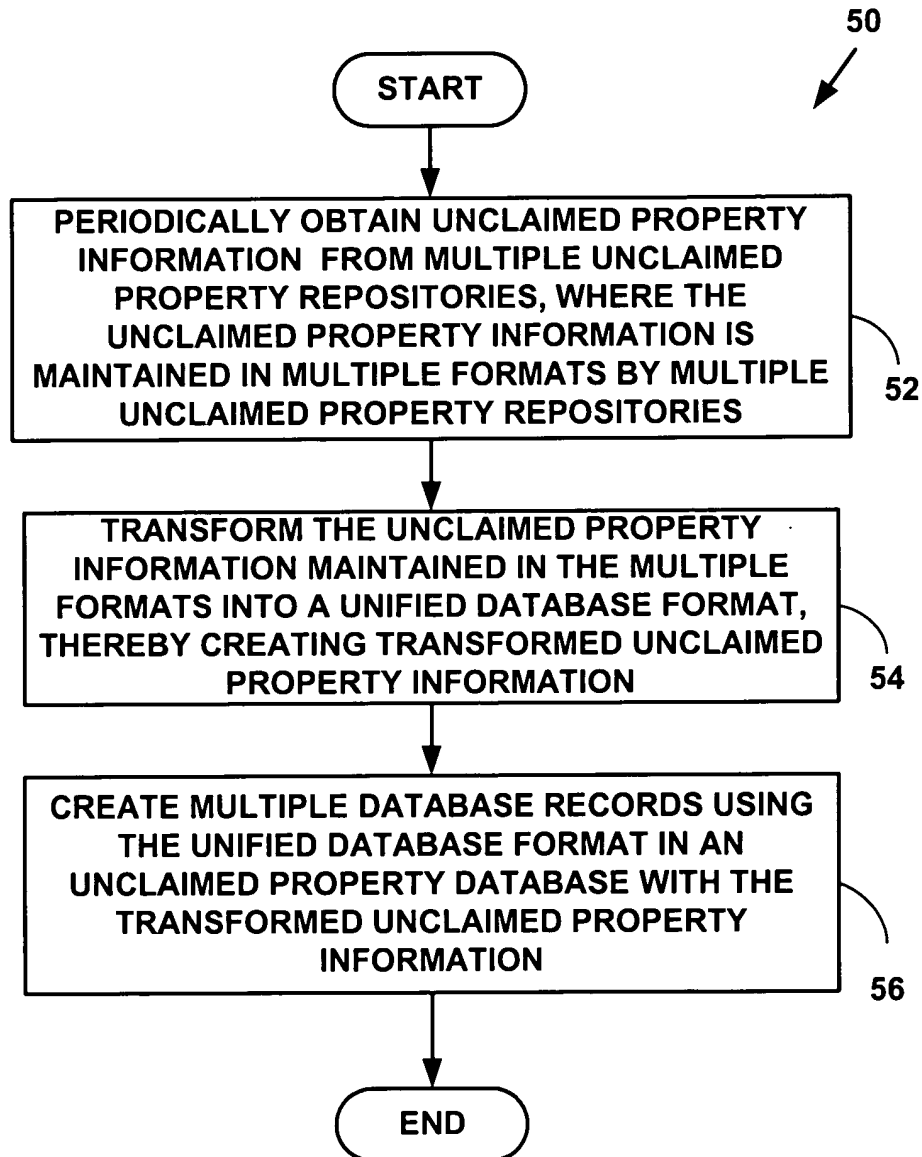 50
START
PERIODICALLY OBTAIN UNCLAIMED PROPERTY
INFORMATION FROM MULTIPLE UNCLAIMED
PROPERTY REPOSITORIES, WHERE THE
UNCLAIMED PROPERTY INFORMATION IS
MAINTAINED IN MULTIPLE FORMATS BY MULTIPLE
UNCLAIMED PROPERTY REPOSITORIES
52
TRANSFORM THE UNCLAIMED PROPERTY
INFORMATION MAINTAINED IN THE MULTIPLE
FORMATS INTO A UNIFIED DATABASE FORMAT,
THEREBY CREATING TRANSFORMED UNCLAIMED
PROPERTY INFORMATION
54
CREATE MULTIPLE DATABASE RECORDS USING
THE UNIFIED DATABASE FORMAT IN AN
UNCLAIMED PROPERTY DATABASE WITH THE
TRANSFORMED UNCLAIMED PROPERTY
INFORMATION
56
END